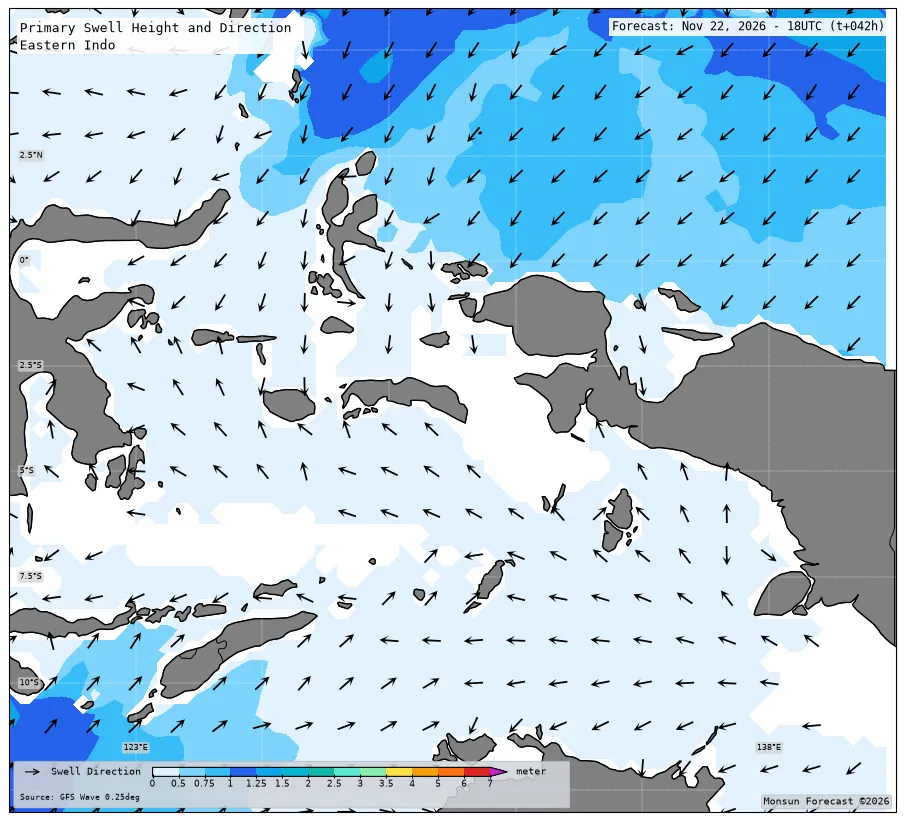 Primary Swell Height and Direction
Eastern Indo
Forecast: Nov 22, 2026 - 18UTC (t+042h)
2.5°N
0°
2.5°S
5°S
7.5°S
10°S
123°E
138°E
Swell Direction
0 0.5 0.75 1 1.25 1.5 2 2.5 3 3.5 4 5 6 7
meter
Source: GFS Wave 0.25deg
Monsun Forecast ©2026